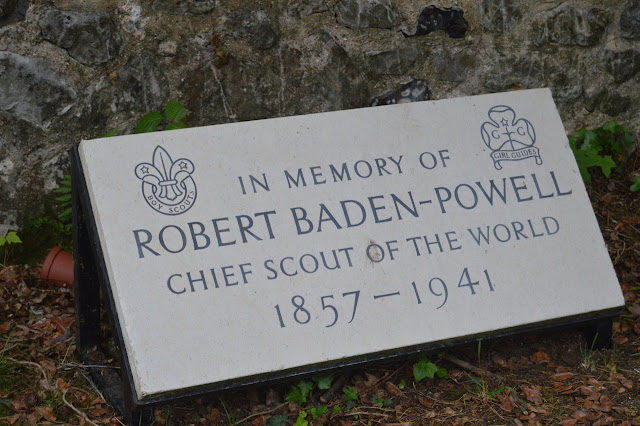 BOY SCOUTS
G G
GIRL GUIDES
IN MEMORY OF
ROBERT BADEN-POWELL
CHIEF SCOUT OF THE WORLD
1857—1941